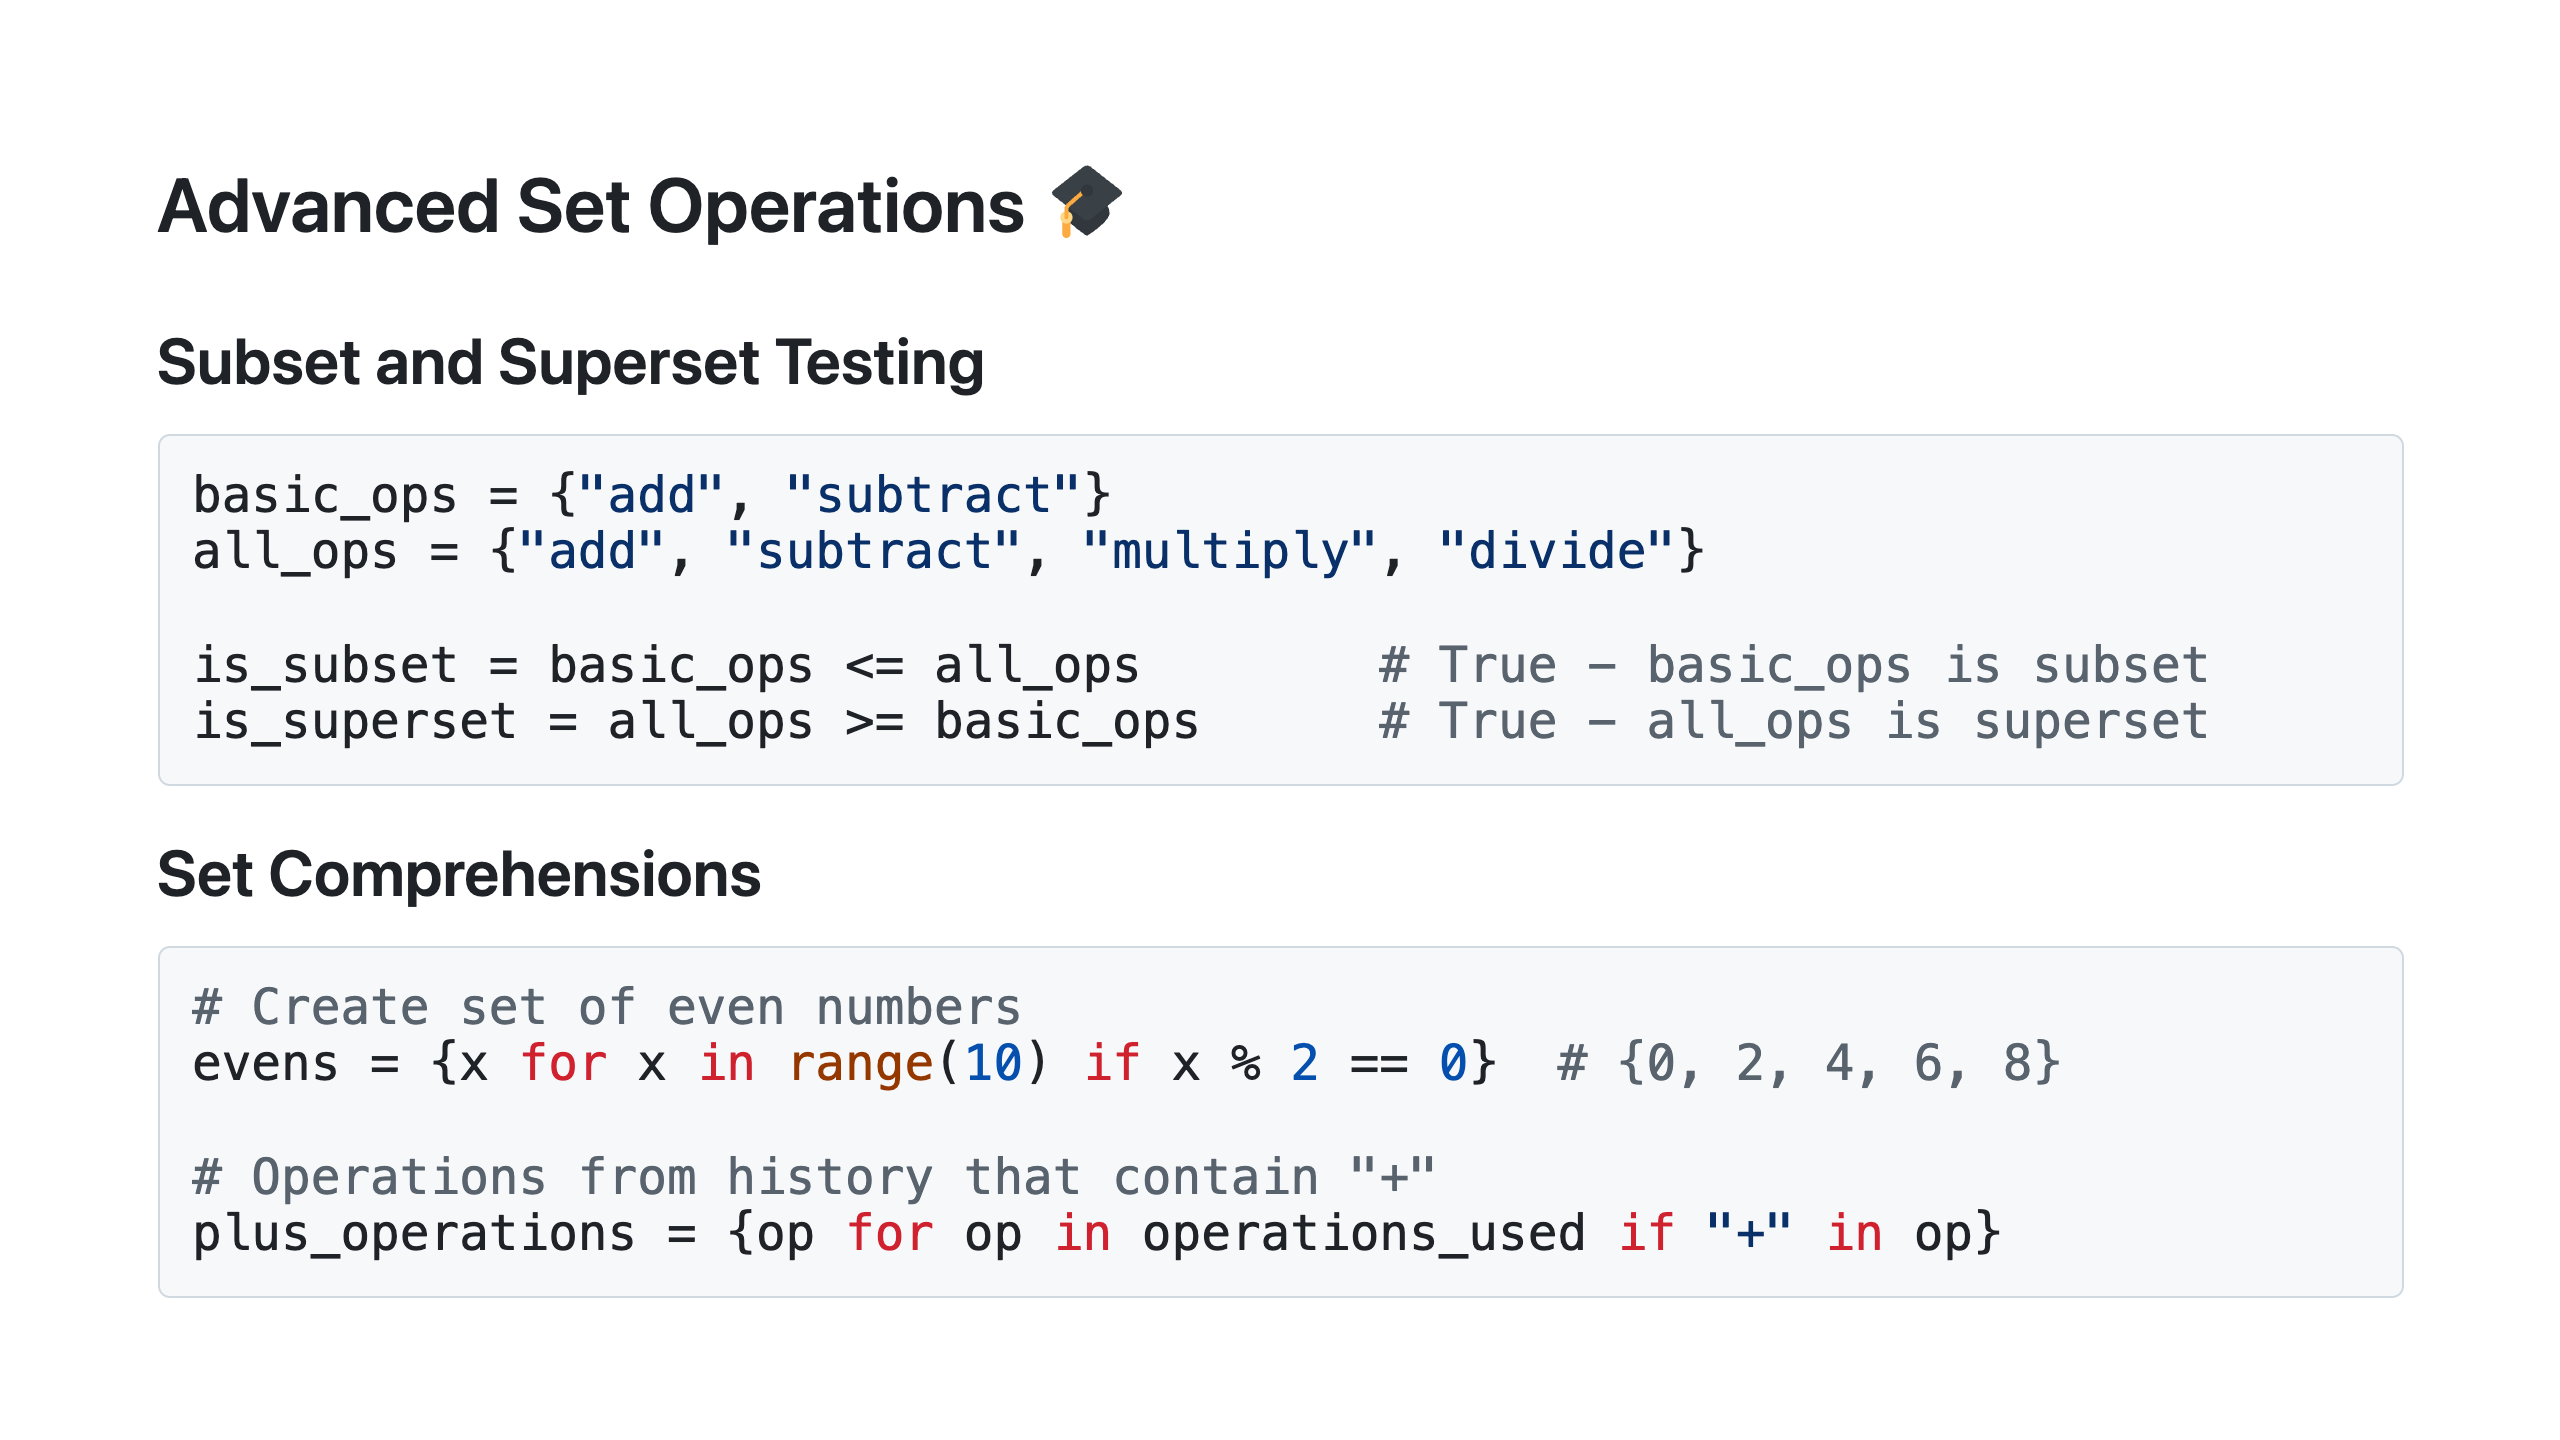 Advanced Set Operations 🎓
Subset and Superset Testing
basic_ops = {"add", "subtract"}
all_ops = {"add", "subtract", "multiply", "divide"}
is_subset = basic_ops <= all_ops        # True - basic_ops is subset
is_superset = all_ops >= basic_ops      # True - all_ops is superset
Set Comprehensions
# Create set of even numbers
evens = {x for x in range(10) if x % 2 == 0}  # {0, 2, 4, 6, 8}
# Operations from history that contain "+"
plus_operations = {op for op in operations_used if "+" in op}